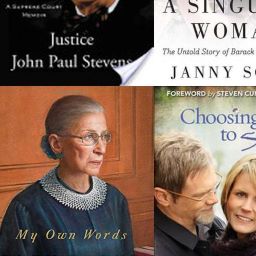 A SUPREME COURT
MEMOIR
Justice
John Paul Stevens
A SINGU
WOMA
The Untold Story of Barack
JANNY SC
My Own Words
FOREWORD BY STEVEN CU
Choosing
to S